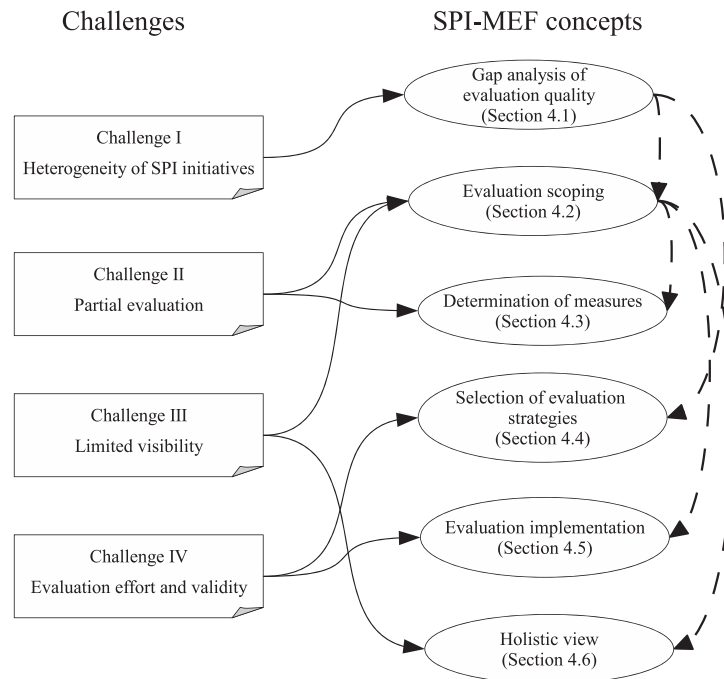 Challenges
SPI-MEF concepts
Challenge I
Heterogeneity of SPI initiatives
Challenge II
Partial evaluation
Challenge III
Limited visibility
Challenge IV
Evaluation effort and validity
Gap analysis of
evaluation quality
(Section 4.1)
Evaluation scoping
(Section 4.2)
Determination of measures
(Section 4.3)
Selection of evaluation
strategies
(Section 4.4)
Evaluation implementation
(Section 4.5)
Holistic view
(Section 4.6)